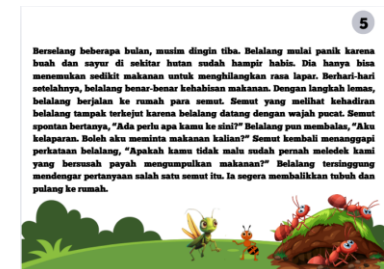 5
Berselang beberapa bulan, musim dingin tiba. Belalang mulai panik karena
buah dan sayur di sekitar hutan sudah hampir habis. Dia hanya bisa
menemukan sedikit makanan untuk menghilangkan rasa lapar. Berhari-hari
setelahnya, belalang benar-benar kehabisan makanan. Dengan langkah lemas,
belalang berjalan ke rumah para semut. Semut yang melihat kehadiran
belalang tampak terkejut karena belalang datang dengan wajah pucat. Semut
spontan bertanya, "Ada perlu apa kamu ke sini?" Belalang pun membalas, "Aku
kelaparan. Boleh aku meminta makanan kalian?" Semut kembali menanggapi
perkataan belalang, "Apakah kamu tidak malu sudah pernah meledek kami
yang bersusah payah mengumpulkan makanan?" Belalang tersinggung
mendengar pertanyaan salah satu semut itu. Ia segera membalikkan tubuh dan
pulang ke rumah.